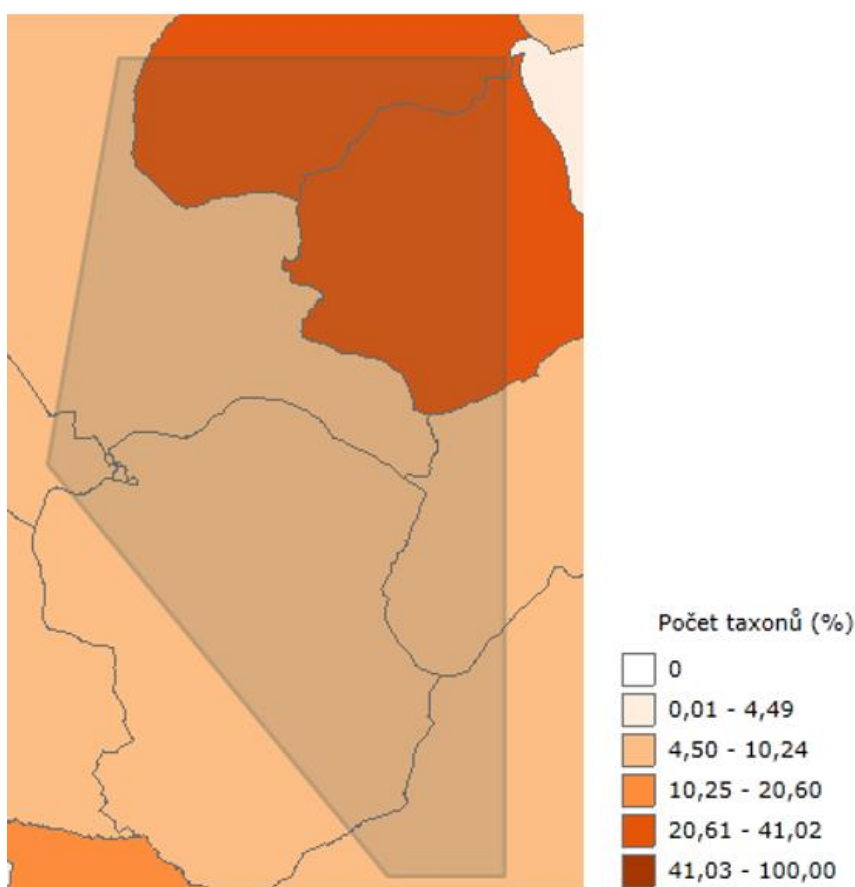 Počet taxonů (%)
0
0,01 - 4,49
4,50 - 10,24
10,25 - 20,60
20,61 - 41,02
41,03 - 100,00